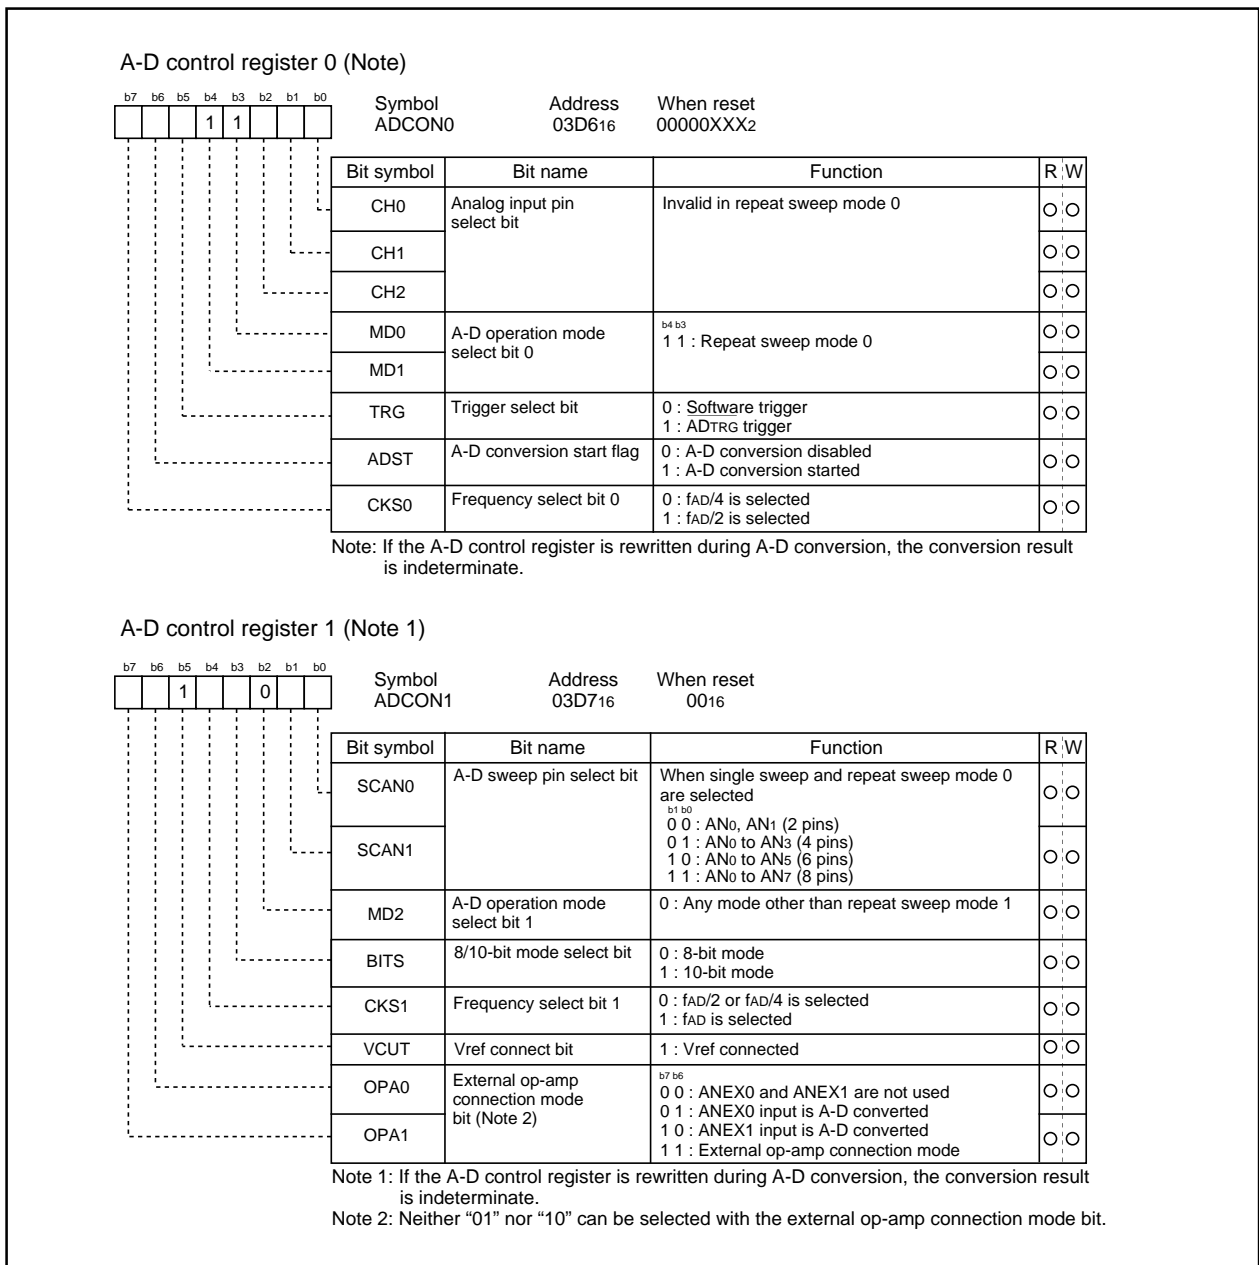 A-D control register 0 (Note)
b7 b6 b5 b4 b3 b2 b1 b0
1 1
Symbol Address When reset
ADCON0 03D616 00000XXX2
Bit symbol Bit name Function R W
CH0 Analog input pin select bit Invalid in repeat sweep mode 0
CH1
CH2
MD0 A-D operation mode select bit 0 b4 b3
1 1 : Repeat sweep mode 0
MD1
TRG Trigger select bit 0 : Software trigger
1 : ADTRG trigger
ADST A-D conversion start flag 0 : A-D conversion disabled
1 : A-D conversion started
CKS0 Frequency select bit 0 0 : fAD/4 is selected
1 : fAD/2 is selected
Note: If the A-D control register is rewritten during A-D conversion, the conversion result
is indeterminate.
A-D control register 1 (Note 1)
b7 b6 b5 b4 b3 b2 b1 b0
1 0
Symbol Address When reset
ADCON1 03D716 0016
Bit symbol Bit name Function R W
SCAN0 A-D sweep pin select bit When single sweep and repeat sweep mode 0
are selected
b1 b0
0 0 : AN0, AN1 (2 pins)
SCAN1 0 1 : AN0 to AN3 (4 pins)
1 0 : AN0 to AN5 (6 pins)
1 1 : AN0 to AN7 (8 pins)
MD2 A-D operation mode select bit 1 0 : Any mode other than repeat sweep mode 1
BITS 8/10-bit mode select bit 0 : 8-bit mode
1 : 10-bit mode
CKS1 Frequency select bit 1 0 : fAD/2 or fAD/4 is selected
1 : fAD is selected
VCUT Vref connect bit 1 : Vref connected
OPA0 External op-amp connection mode bit (Note 2) b7 b6
0 0 : ANEX0 and ANEX1 are not used
0 1 : ANEX0 input is A-D converted
OPA1 1 0 : ANEX1 input is A-D converted
1 1 : External op-amp connection mode
Note 1: If the A-D control register is rewritten during A-D conversion, the conversion result
is indeterminate.
Note 2: Neither “01” nor “10” can be selected with the external op-amp connection mode bit.